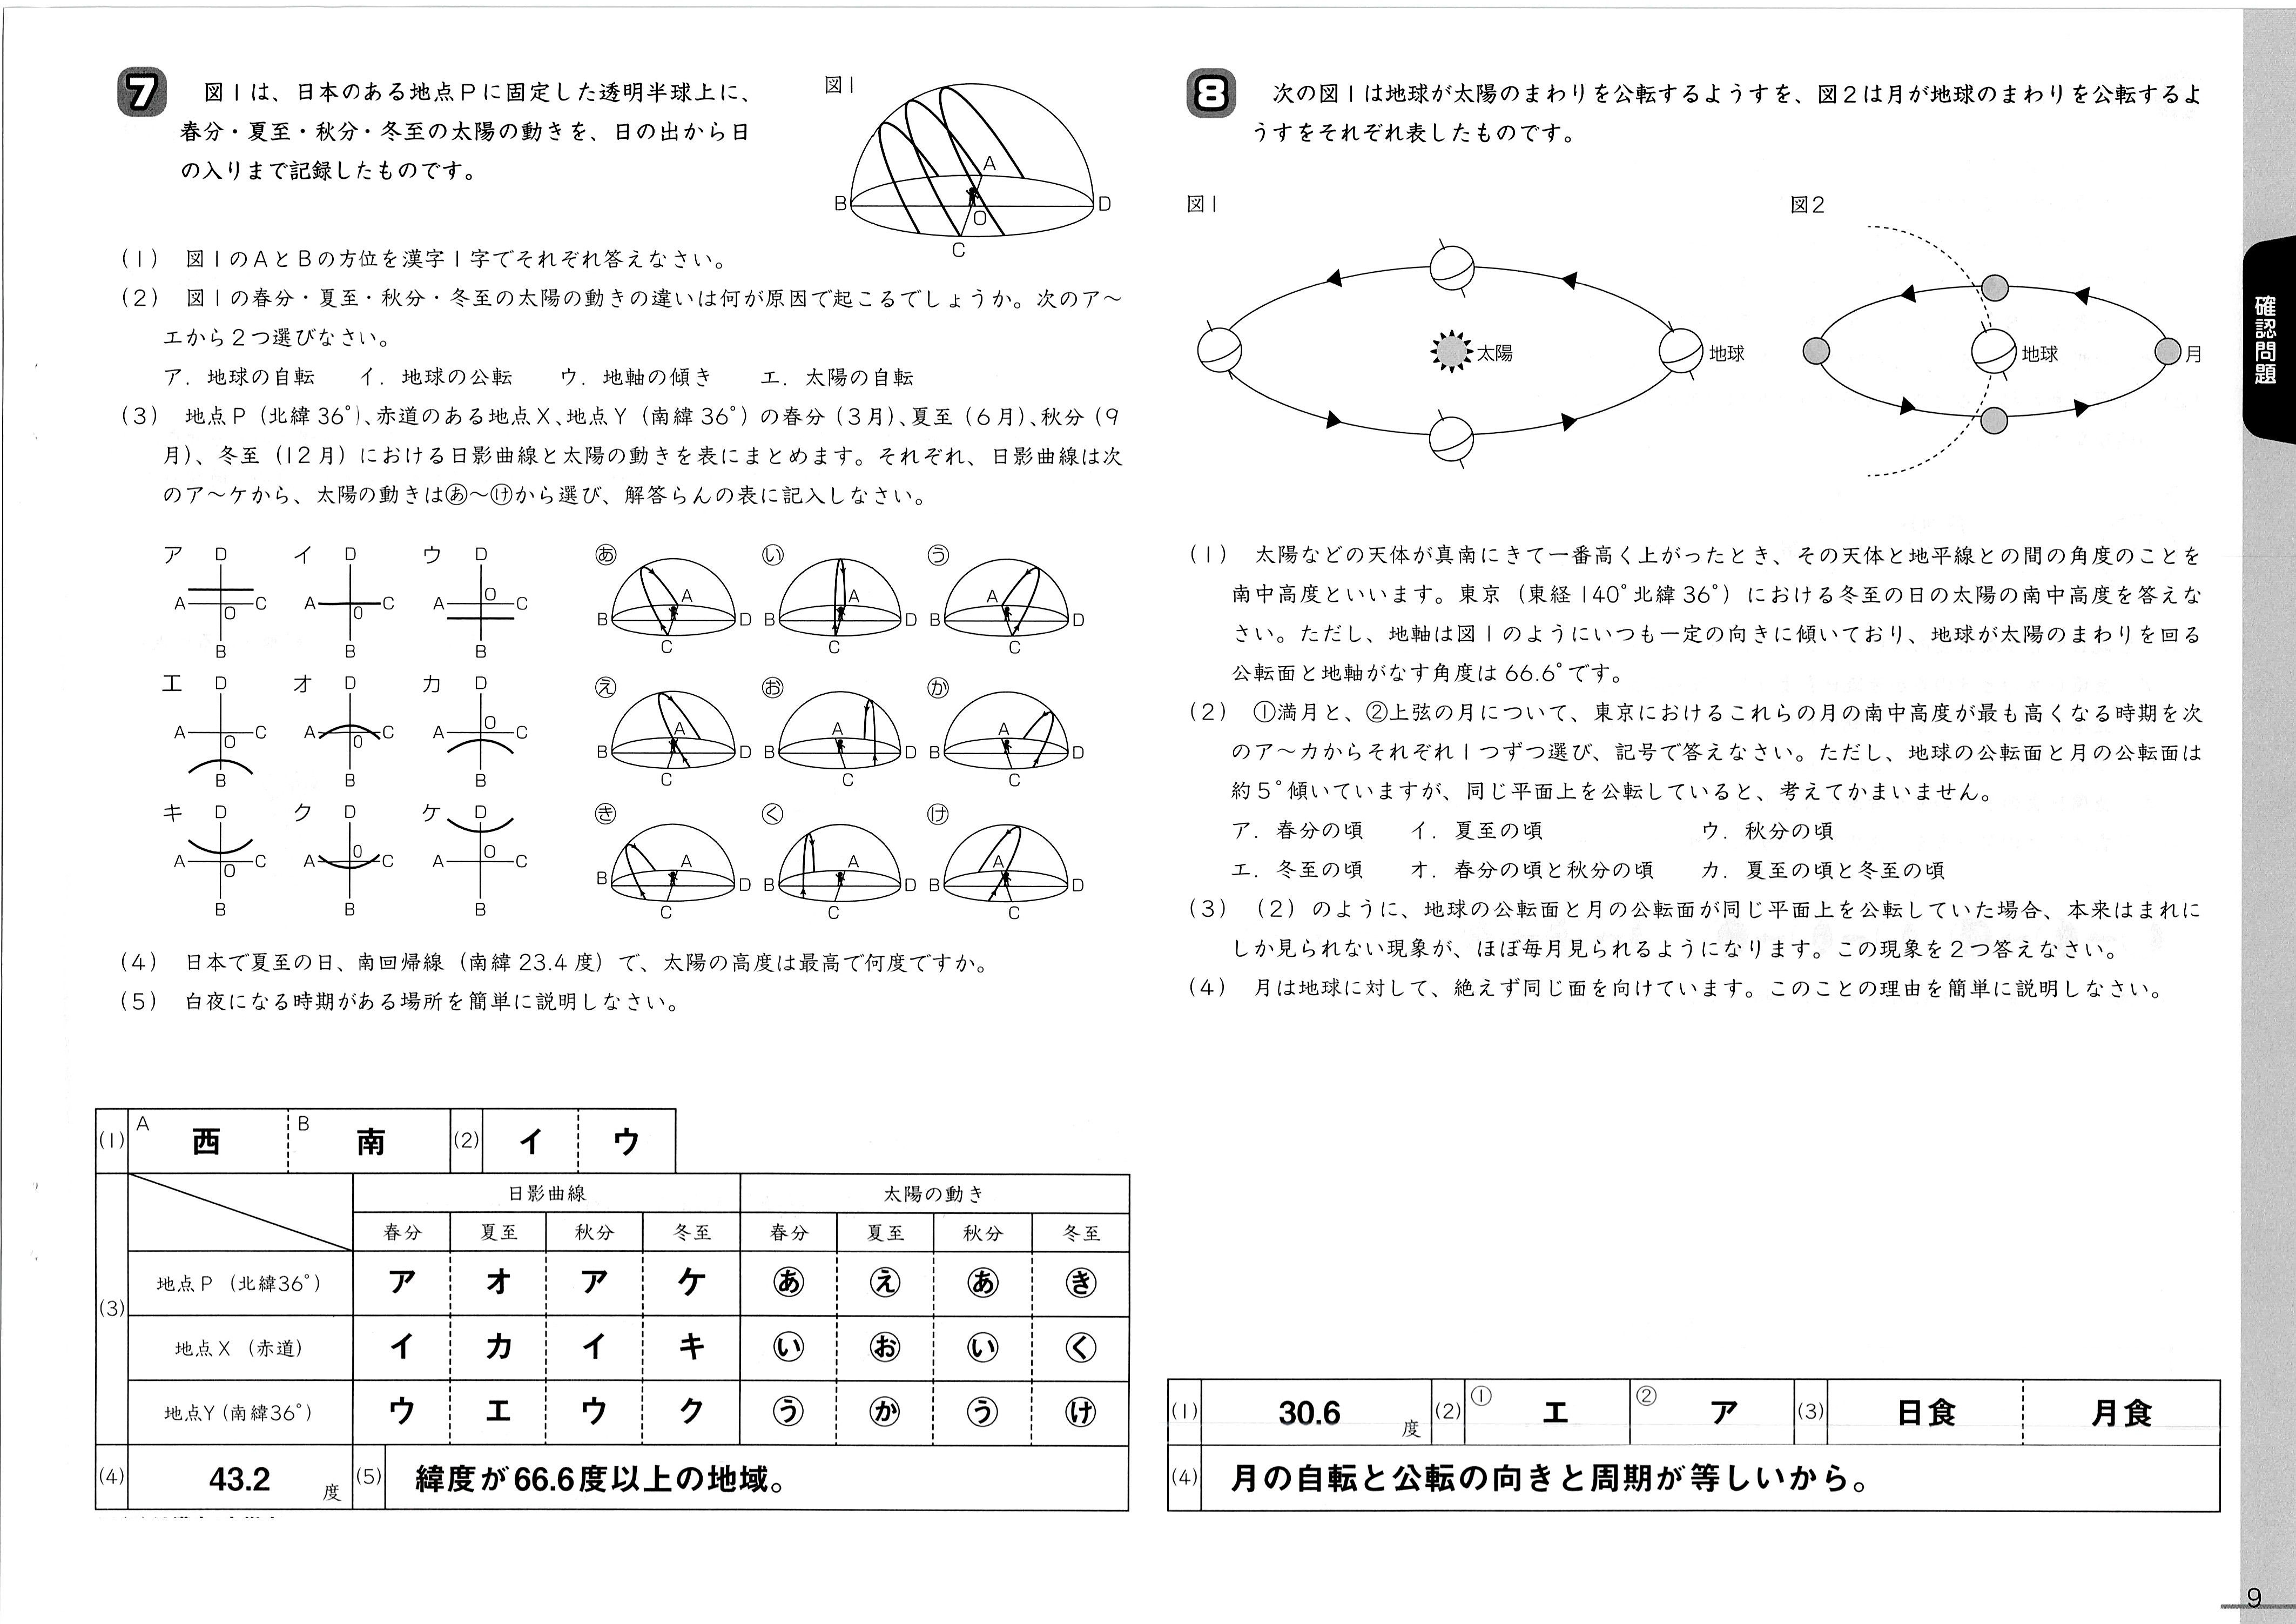 7
図1は、日本のある地点Pに固定した透明半球上に、
春分・夏至・秋分・冬至の太陽の動きを、日の出から日
の入りまで記録したものです。
図1
A
B
D
O
C
(1) 図1のAとBの方位を漢字1字でそれぞれ答えなさい。
(2) 図1の春分・夏至・秋分・冬至の太陽の動きの違いは何が原因で起こるでしょうか。次のア～
エから2つ選びなさい。
ア. 地球の自転 イ. 地球の公転 ウ. 地軸の傾き エ. 太陽の自転
(3) 地点P（北緯36°）、赤道のある地点X、地点Y（南緯36°）の春分（3月）、夏至（6月）、秋分（9
月）、冬至（12月）における日影曲線と太陽の動きを表にまとめます。それぞれ、日影曲線は次
のア～ケから、太陽の動きはあ～けから選び、解答らんの表に記入しなさい。
ア D A O C B
イ D A O C B
ウ D A O C B
あ A B D C
い A B D C
う A B D C
エ D A O C B
オ D A O C B
カ D A O C B
え A B D C
お A B D C
か A B D C
キ D A O C B
ク D A O C B
ケ D A O C B
き A B D C
く A B D C
け A B D C
(4) 日本で夏至の日、南回帰線（南緯23.4度）で、太陽の高度は最高で何度ですか。
(5) 白夜になる時期がある場所を簡単に説明しなさい。
(1) A 西 B 南 (2) イ ウ
日影曲線 太陽の動き
春分 夏至 秋分 冬至 春分 夏至 秋分 冬至
(3)
地点P（北緯36°） ア オ ア ケ あ え あ き
地点X（赤道） イ カ イ キ い お い く
地点Y（南緯36°） ウ エ ウ ク う か う け
(4) 43.2 度 (5) 緯度が66.6度以上の地域。
8
次の図1は地球が太陽のまわりを公転するようすを、図2は月が地球のまわりを公転するよ
うすをそれぞれ表したものです。
図1
太陽
地球
図2
地球
月
(1) 太陽などの天体が真南にきて一番高く上がったとき、その天体と地平線との間の角度のことを
南中高度といいます。東京（東経140°北緯36°）における冬至の日の太陽の南中高度を答えな
さい。ただし、地軸は図1のようにいつも一定の向きに傾いており、地球が太陽のまわりを回る
公転面と地軸がなす角度は66.6°です。
(2) ①満月と、②上弦の月について、東京におけるこれらの月の南中高度が最も高くなる時期を次
のア～カからそれぞれ1つずつ選び、記号で答えなさい。ただし、地球の公転面と月の公転面は
約5°傾いていますが、同じ平面上を公転していると、考えてかまいません。
ア. 春分の頃 イ. 夏至の頃 ウ. 秋分の頃
エ. 冬至の頃 オ. 春分の頃と秋分の頃 カ. 夏至の頃と冬至の頃
(3) （2）のように、地球の公転面と月の公転面が同じ平面上を公転していた場合、本来はまれに
しか見られない現象が、ほぼ毎月見られるようになります。この現象を2つ答えなさい。
(4) 月は地球に対して、絶えず同じ面を向けています。このことの理由を簡単に説明しなさい。
(1) 30.6 度 (2) ① エ ② ア (3) 日食 月食
(4) 月の自転と公転の向きと周期が等しいから。
確認問題
9